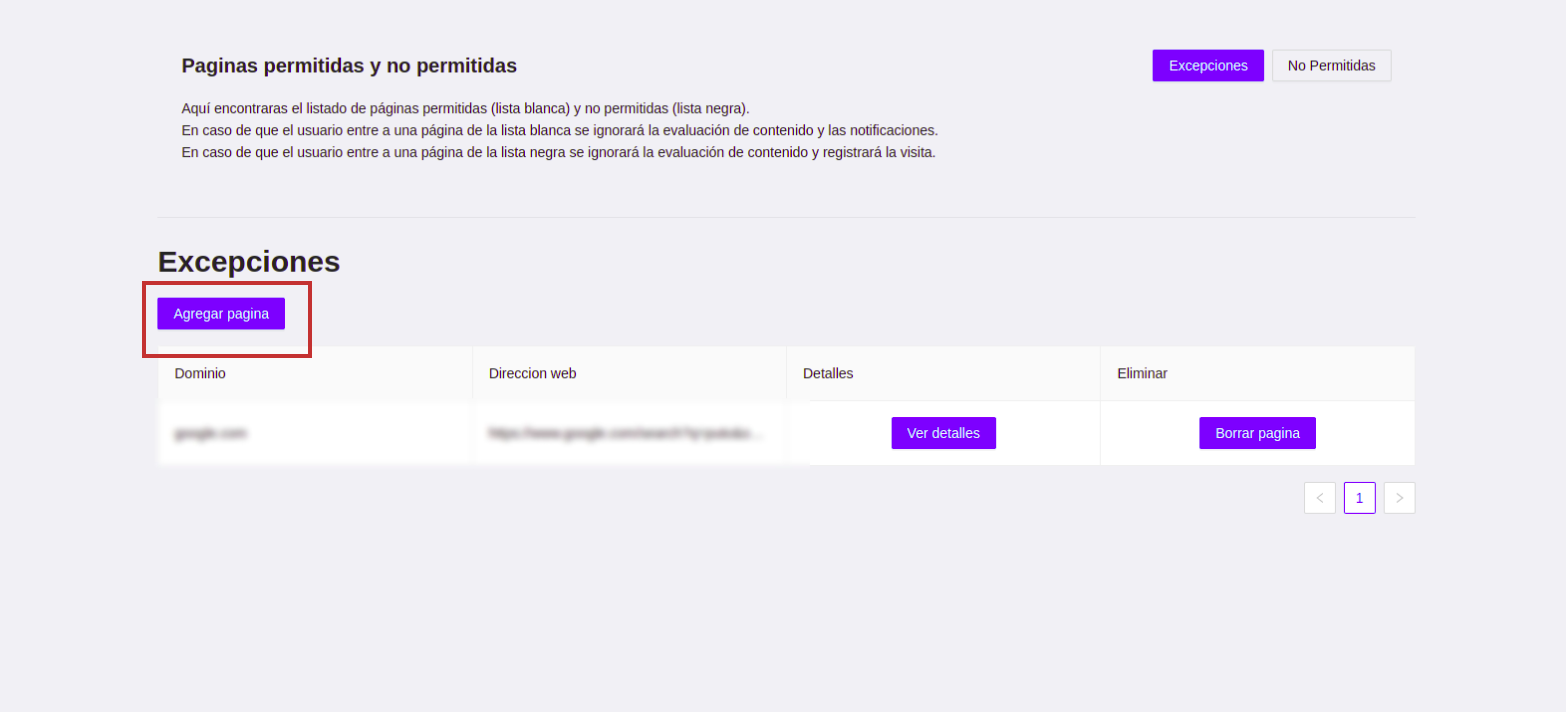 Paginas permitidas y no permitidas
Excepciones
No Permitidas
Aquí encontraras el listado de páginas permitidas (lista blanca) y no permitidas (lista negra).
En caso de que el usuario entre a una página de la lista blanca se ignorará la evaluación de contenido y las notificaciones.
En caso de que el usuario entre a una página de la lista negra se ignorará la evaluación de contenido y registrará la visita.
Excepciones
Agregar pagina
Dominio
Direccion web
Detalles
Eliminar
google.com
Ver detalles
Borrar pagina
1